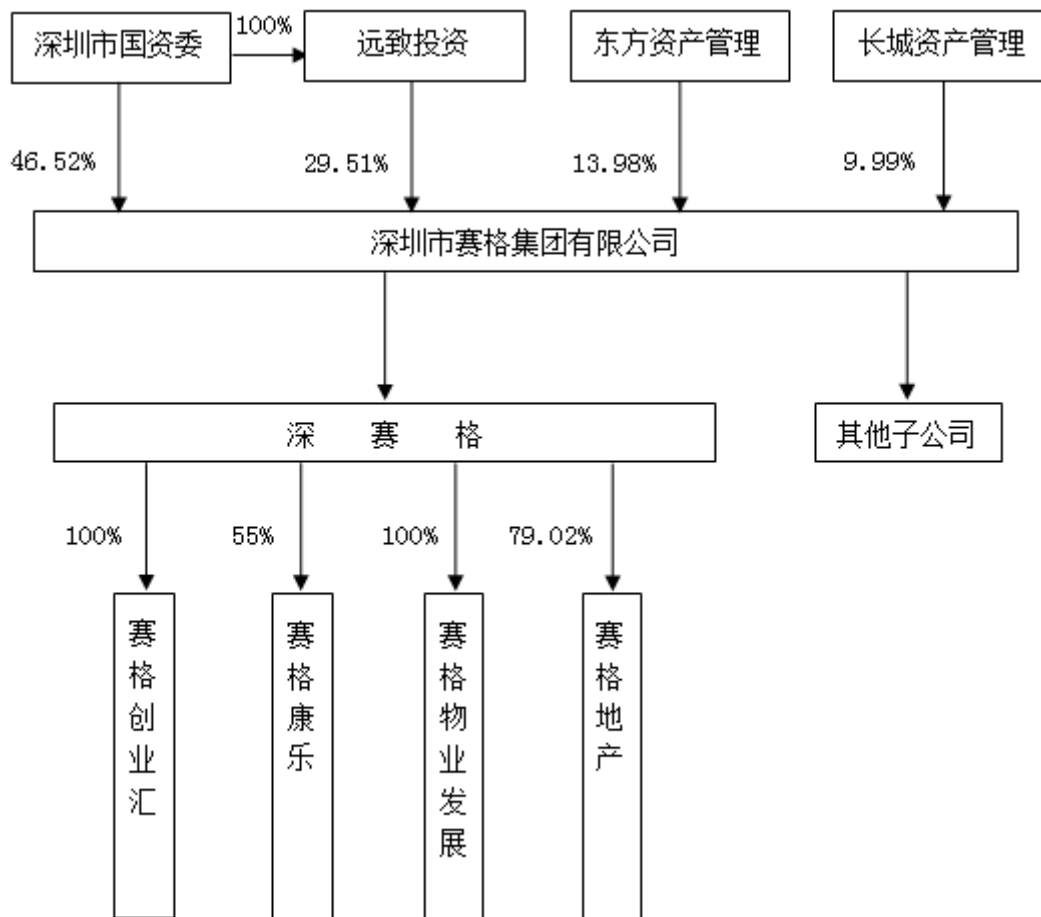 深圳市国资委
100%
远致投资
东方资产管理
长城资产管理
46.52%
29.51%
13.98%
9.99%
深圳市赛格集团有限公司
深 赛 格
其他子公司
100%
55%
100%
79.02%
赛格创业汇
赛格康乐
赛格物业发展
赛格地产